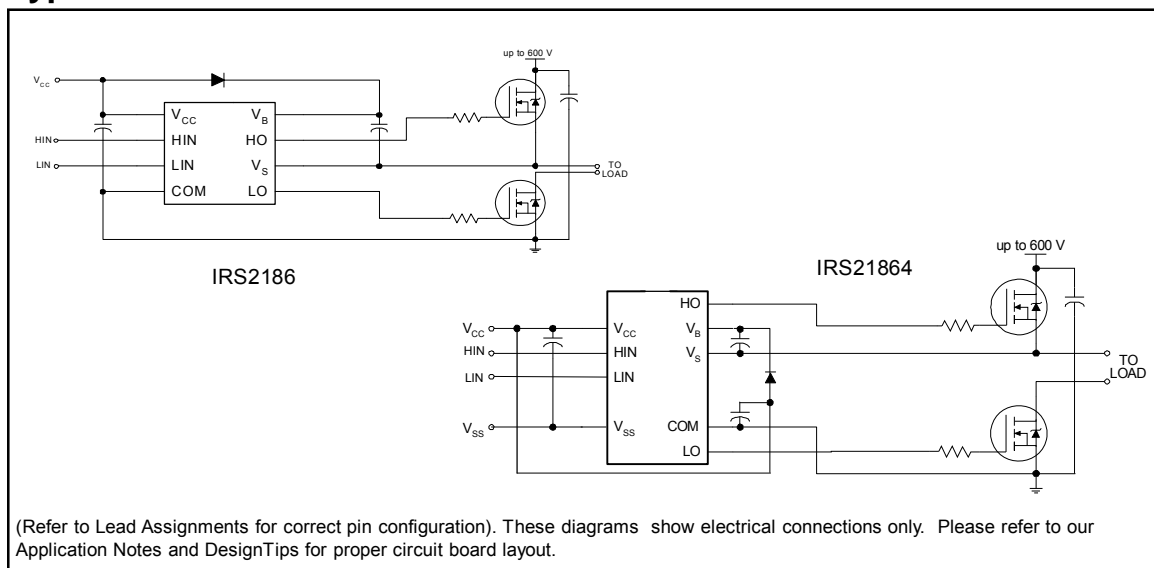 up to 600 V
VCC
VCC VB
HIN HIN HO
LIN LIN VS
TO
LOAD
COM LO
IRS2186
up to 600 V
IRS21864
HO
VCC VCC VB
HIN HIN VS
LIN LIN
TO
LOAD
VSS VSS COM
LO
(Refer to Lead Assignments for correct pin configuration). These diagrams show electrical connections only. Please refer to our
Application Notes and DesignTips for proper circuit board layout.